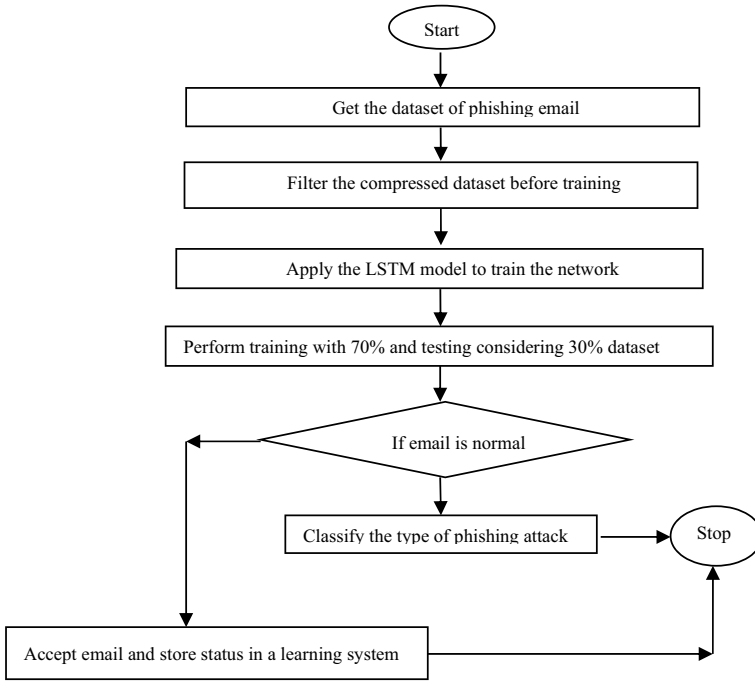 Start
Get the dataset of phishing email
Filter the compressed dataset before training
Apply the LSTM model to train the network
Perform training with 70% and testing considering 30% dataset
If email is normal
Classify the type of phishing attack
Stop
Accept email and store status in a learning system